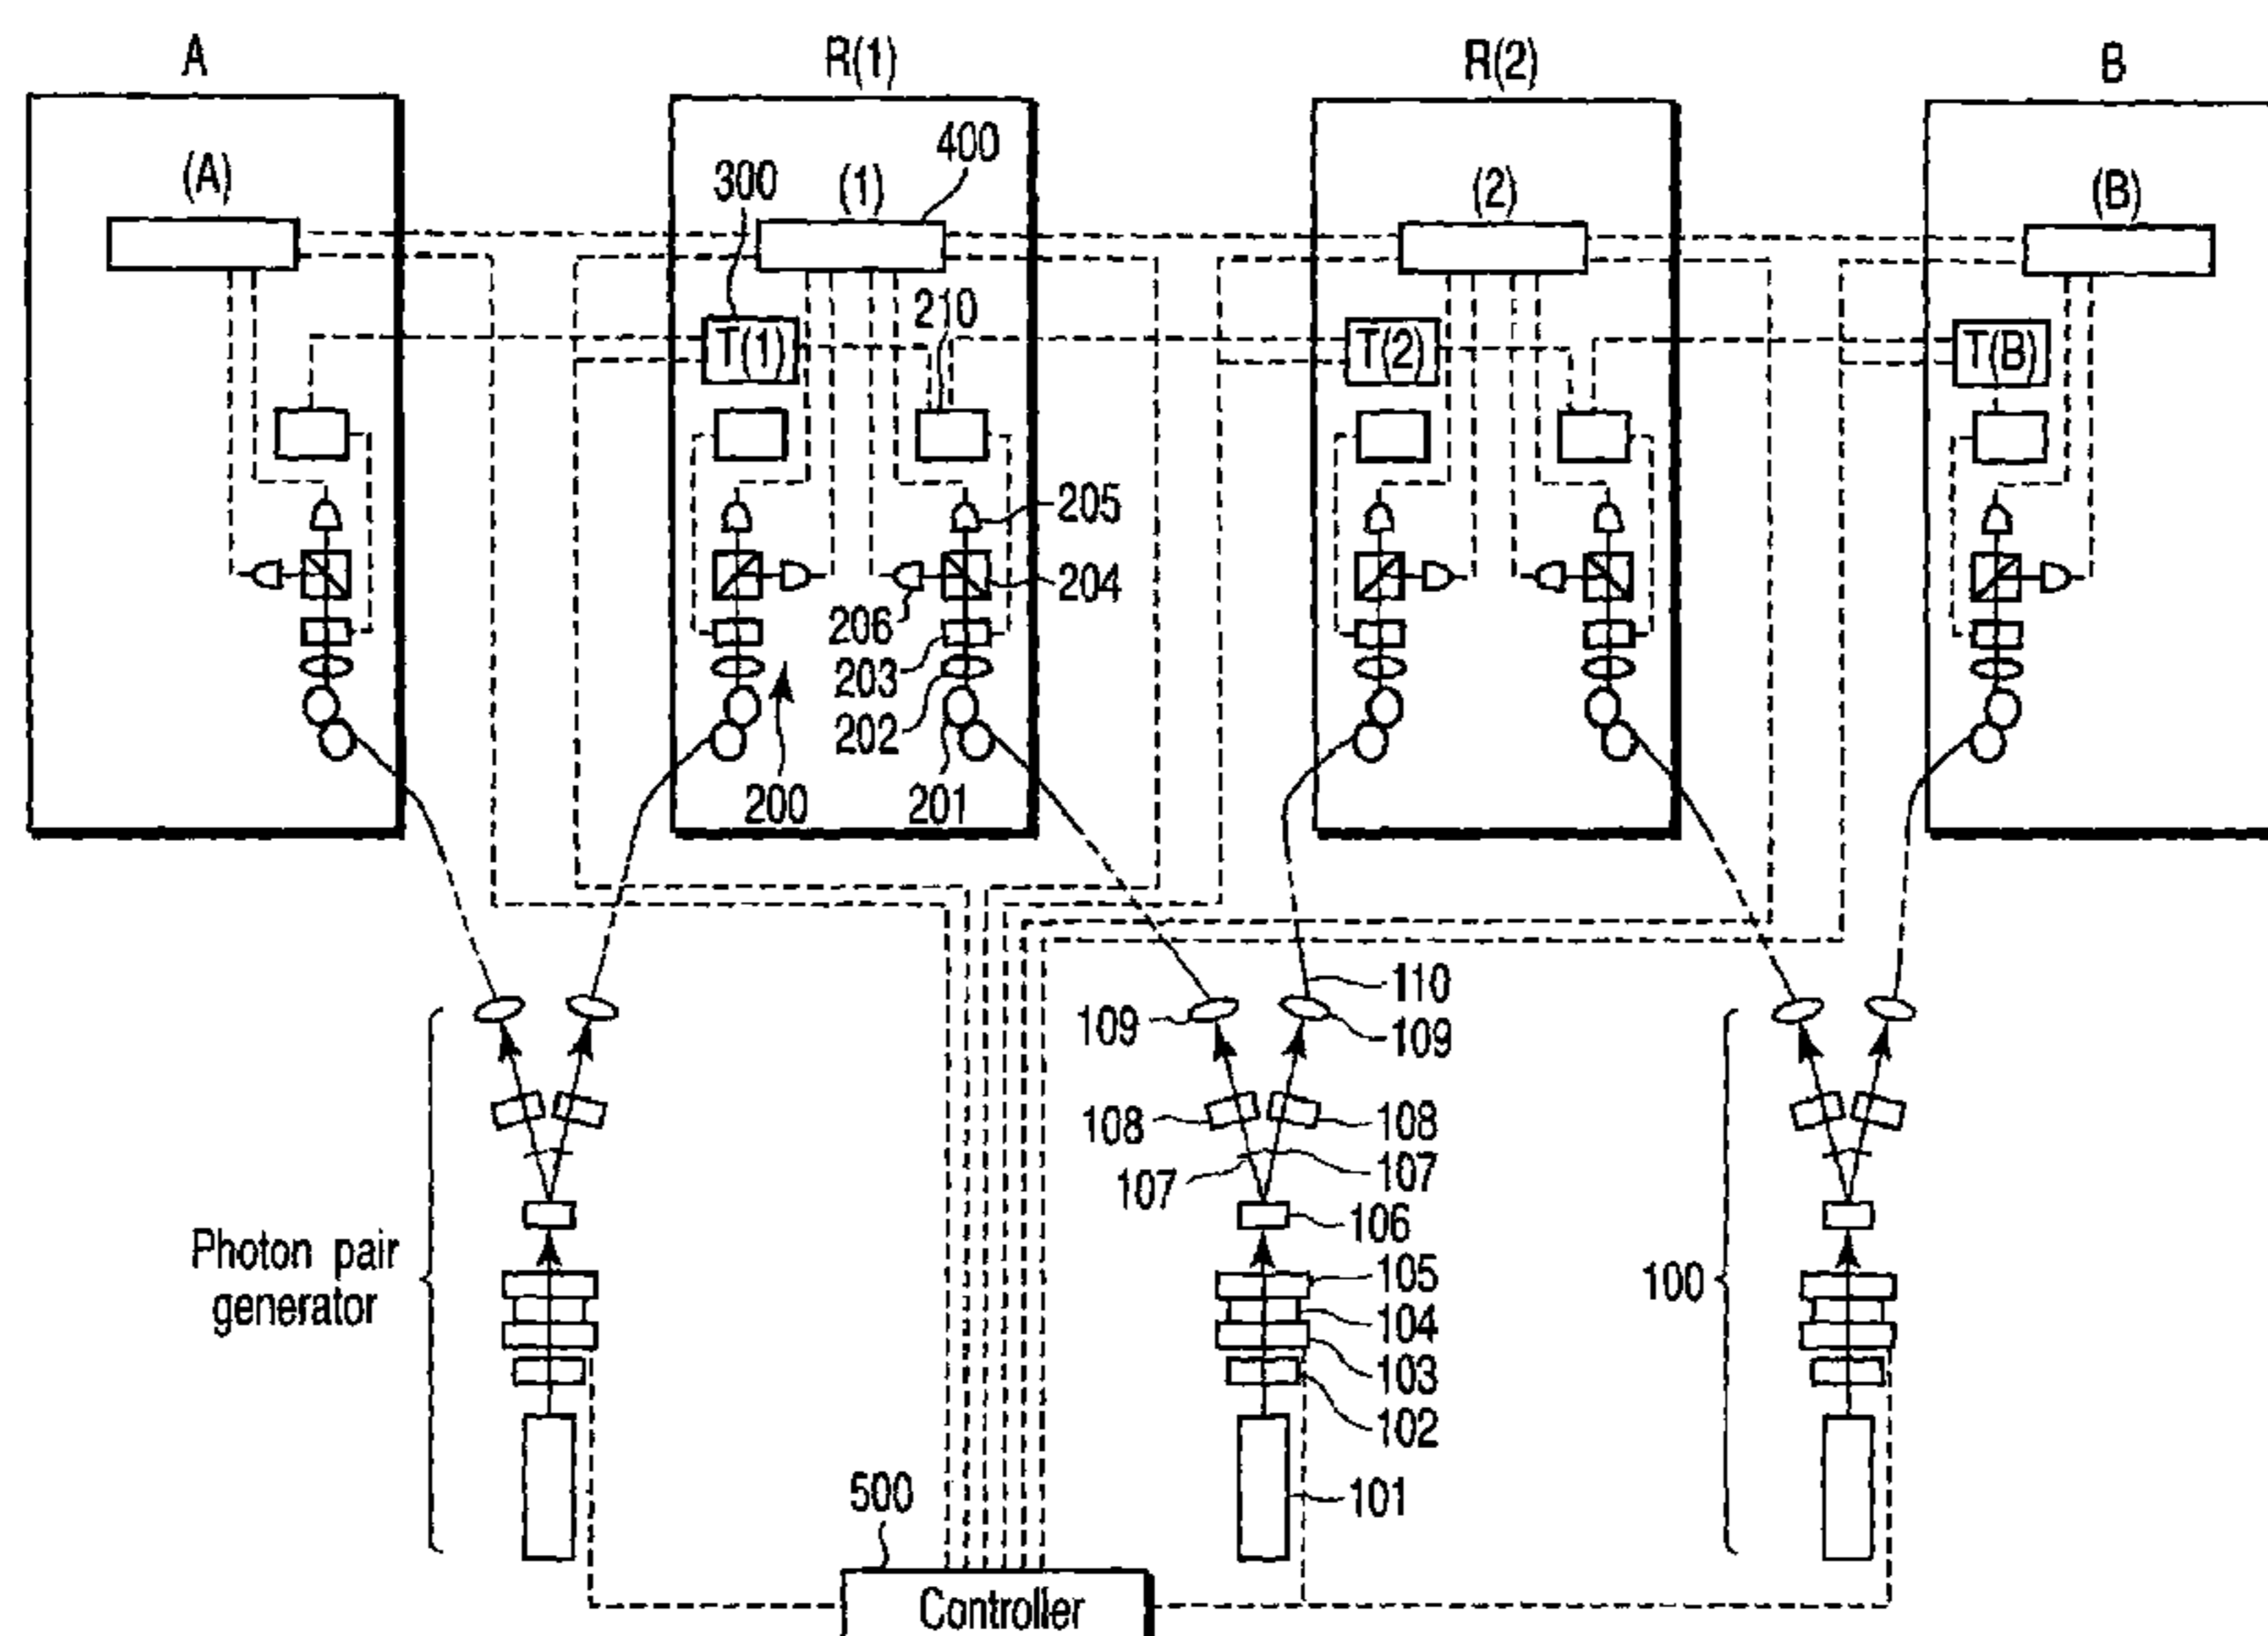 A
R(1)
R(2)
B
(A)
300
(1)
400
(2)
(B)
210
T(1)
T(2)
T(B)
205
204
206
203
202
200
201
110
109
109
108
108
107
107
106
Photon pair
generator
105
104
103
102
101
100
500
Controller